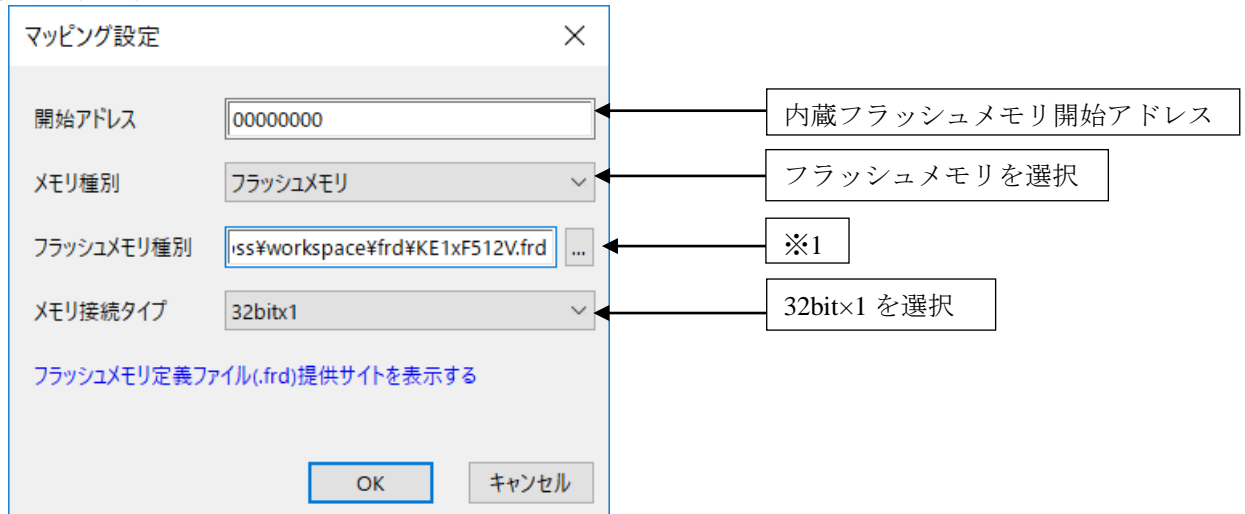 マッピング設定
開始アドレス 00000000 内蔵フラッシュメモリ開始アドレス
メモリ種別 フラッシュメモリ フラッシュメモリを選択
フラッシュメモリ種別 ss¥workspace¥frd¥KE1xF512V.frd ... ※1
メモリ接続タイプ 32bitx1 32bit×1 を選択
フラッシュメモリ定義ファイル(.frd)提供サイトを表示する
OK キャンセル